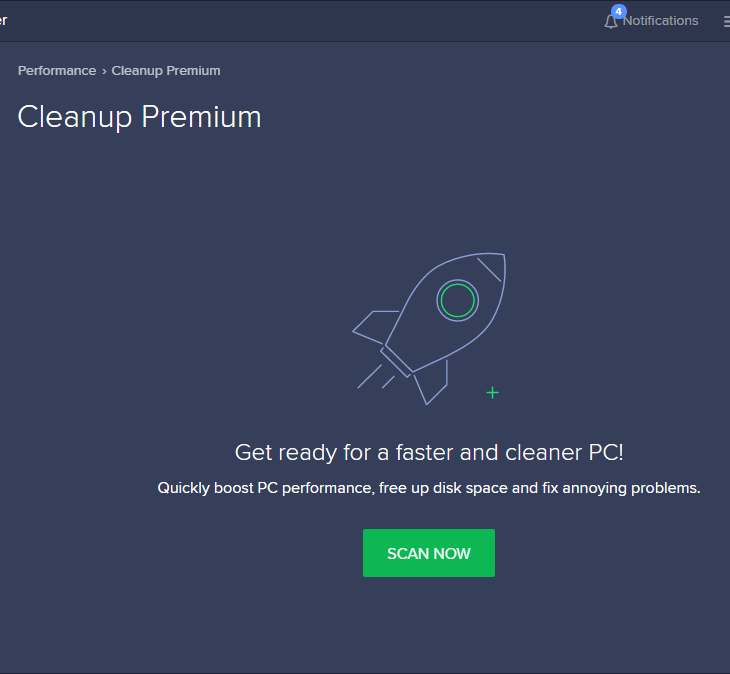 er
4
Notifications
Performance › Cleanup Premium
Cleanup Premium
Get ready for a faster and cleaner PC!
Quickly boost PC performance, free up disk space and fix annoying problems.
SCAN NOW